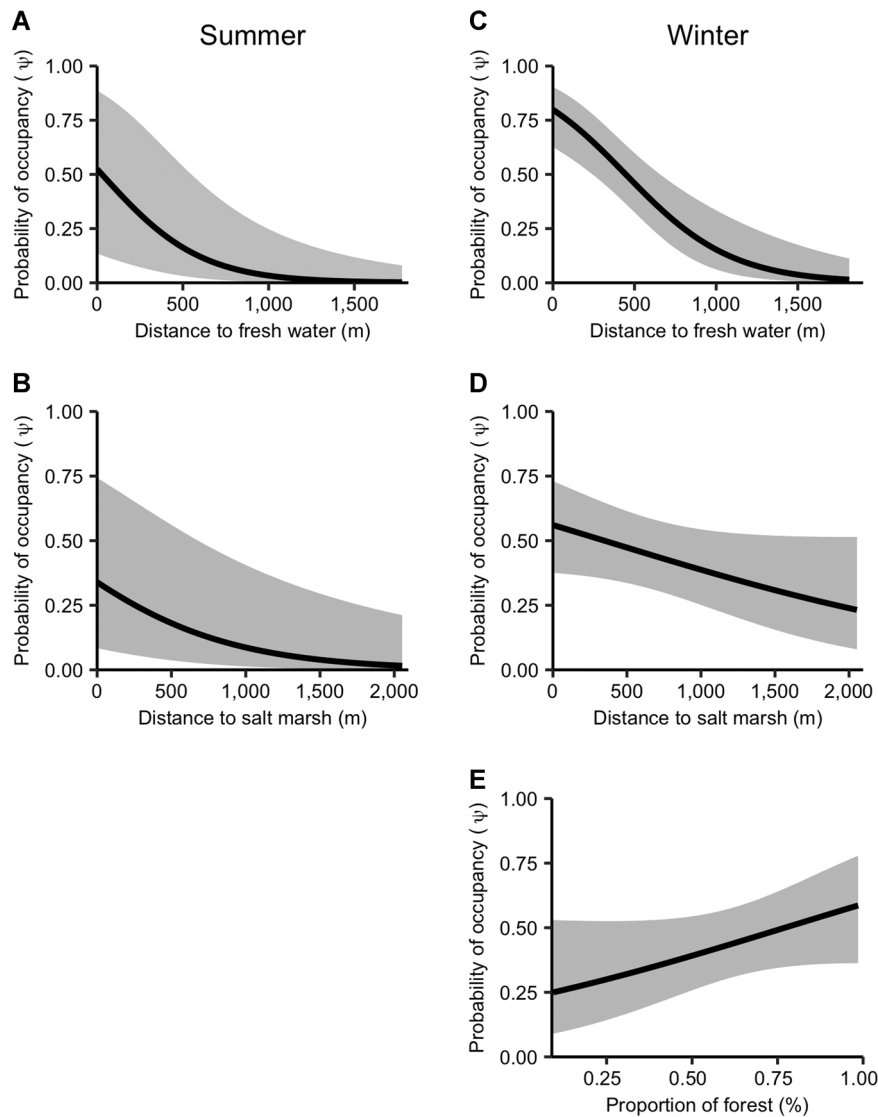 A
Summer
Probability of occupancy ( ψ)
1.00
0.75
0.50
0.25
0.00
0 500 1,000 1,500
Distance to fresh water (m)
C
Winter
Probability of occupancy ( ψ)
1.00
0.75
0.50
0.25
0.00
0 500 1,000 1,500
Distance to fresh water (m)
B
Probability of occupancy ( ψ)
1.00
0.75
0.50
0.25
0.00
0 500 1,000 1,500 2,000
Distance to salt marsh (m)
D
Probability of occupancy ( ψ)
1.00
0.75
0.50
0.25
0.00
0 500 1,000 1,500 2,000
Distance to salt marsh (m)
E
Probability of occupancy ( ψ)
1.00
0.75
0.50
0.25
0.00
0.25 0.50 0.75 1.00
Proportion of forest (%)